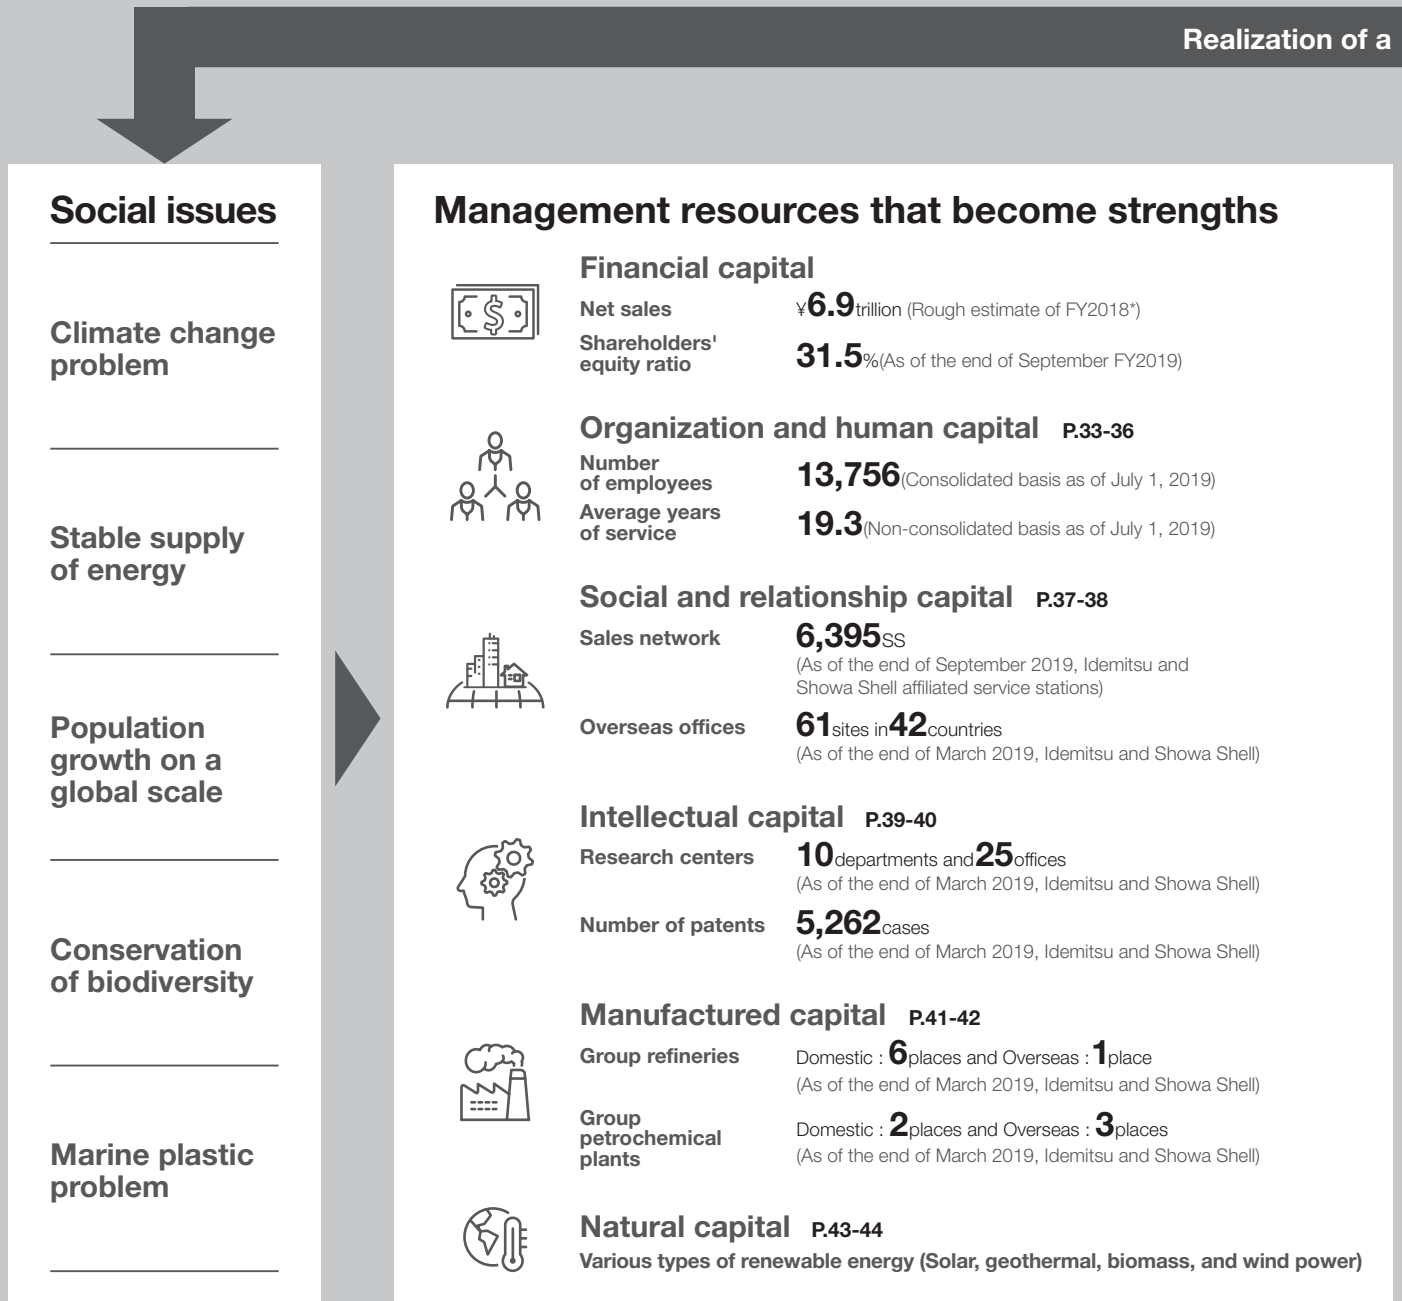 Realization of a
Social issues
Climate change
problem
Stable supply
of energy
Population
growth on a
global scale
Conservation
of biodiversity
Marine plastic
problem
Management resources that become strengths
Financial capital
Net sales ¥6.9trillion (Rough estimate of FY2018*)
Shareholders'
equity ratio 31.5%(As of the end of September FY2019)
Organization and human capital P.33-36
Number
of employees 13,756(Consolidated basis as of July 1, 2019)
Average years
of service 19.3(Non-consolidated basis as of July 1, 2019)
Social and relationship capital P.37-38
Sales network 6,395SS
(As of the end of September 2019, Idemitsu and
Showa Shell affiliated service stations)
Overseas offices 61sites in42countries
(As of the end of March 2019, Idemitsu and Showa Shell)
Intellectual capital P.39-40
Research centers 10departments and25offices
(As of the end of March 2019, Idemitsu and Showa Shell)
Number of patents 5,262cases
(As of the end of March 2019, Idemitsu and Showa Shell)
Manufactured capital P.41-42
Group refineries Domestic : 6places and Overseas : 1place
(As of the end of March 2019, Idemitsu and Showa Shell)
Group
petrochemical
plants
Domestic : 2places and Overseas : 3places
(As of the end of March 2019, Idemitsu and Showa Shell)
Natural capital P.43-44
Various types of renewable energy (Solar, geothermal, biomass, and wind power)